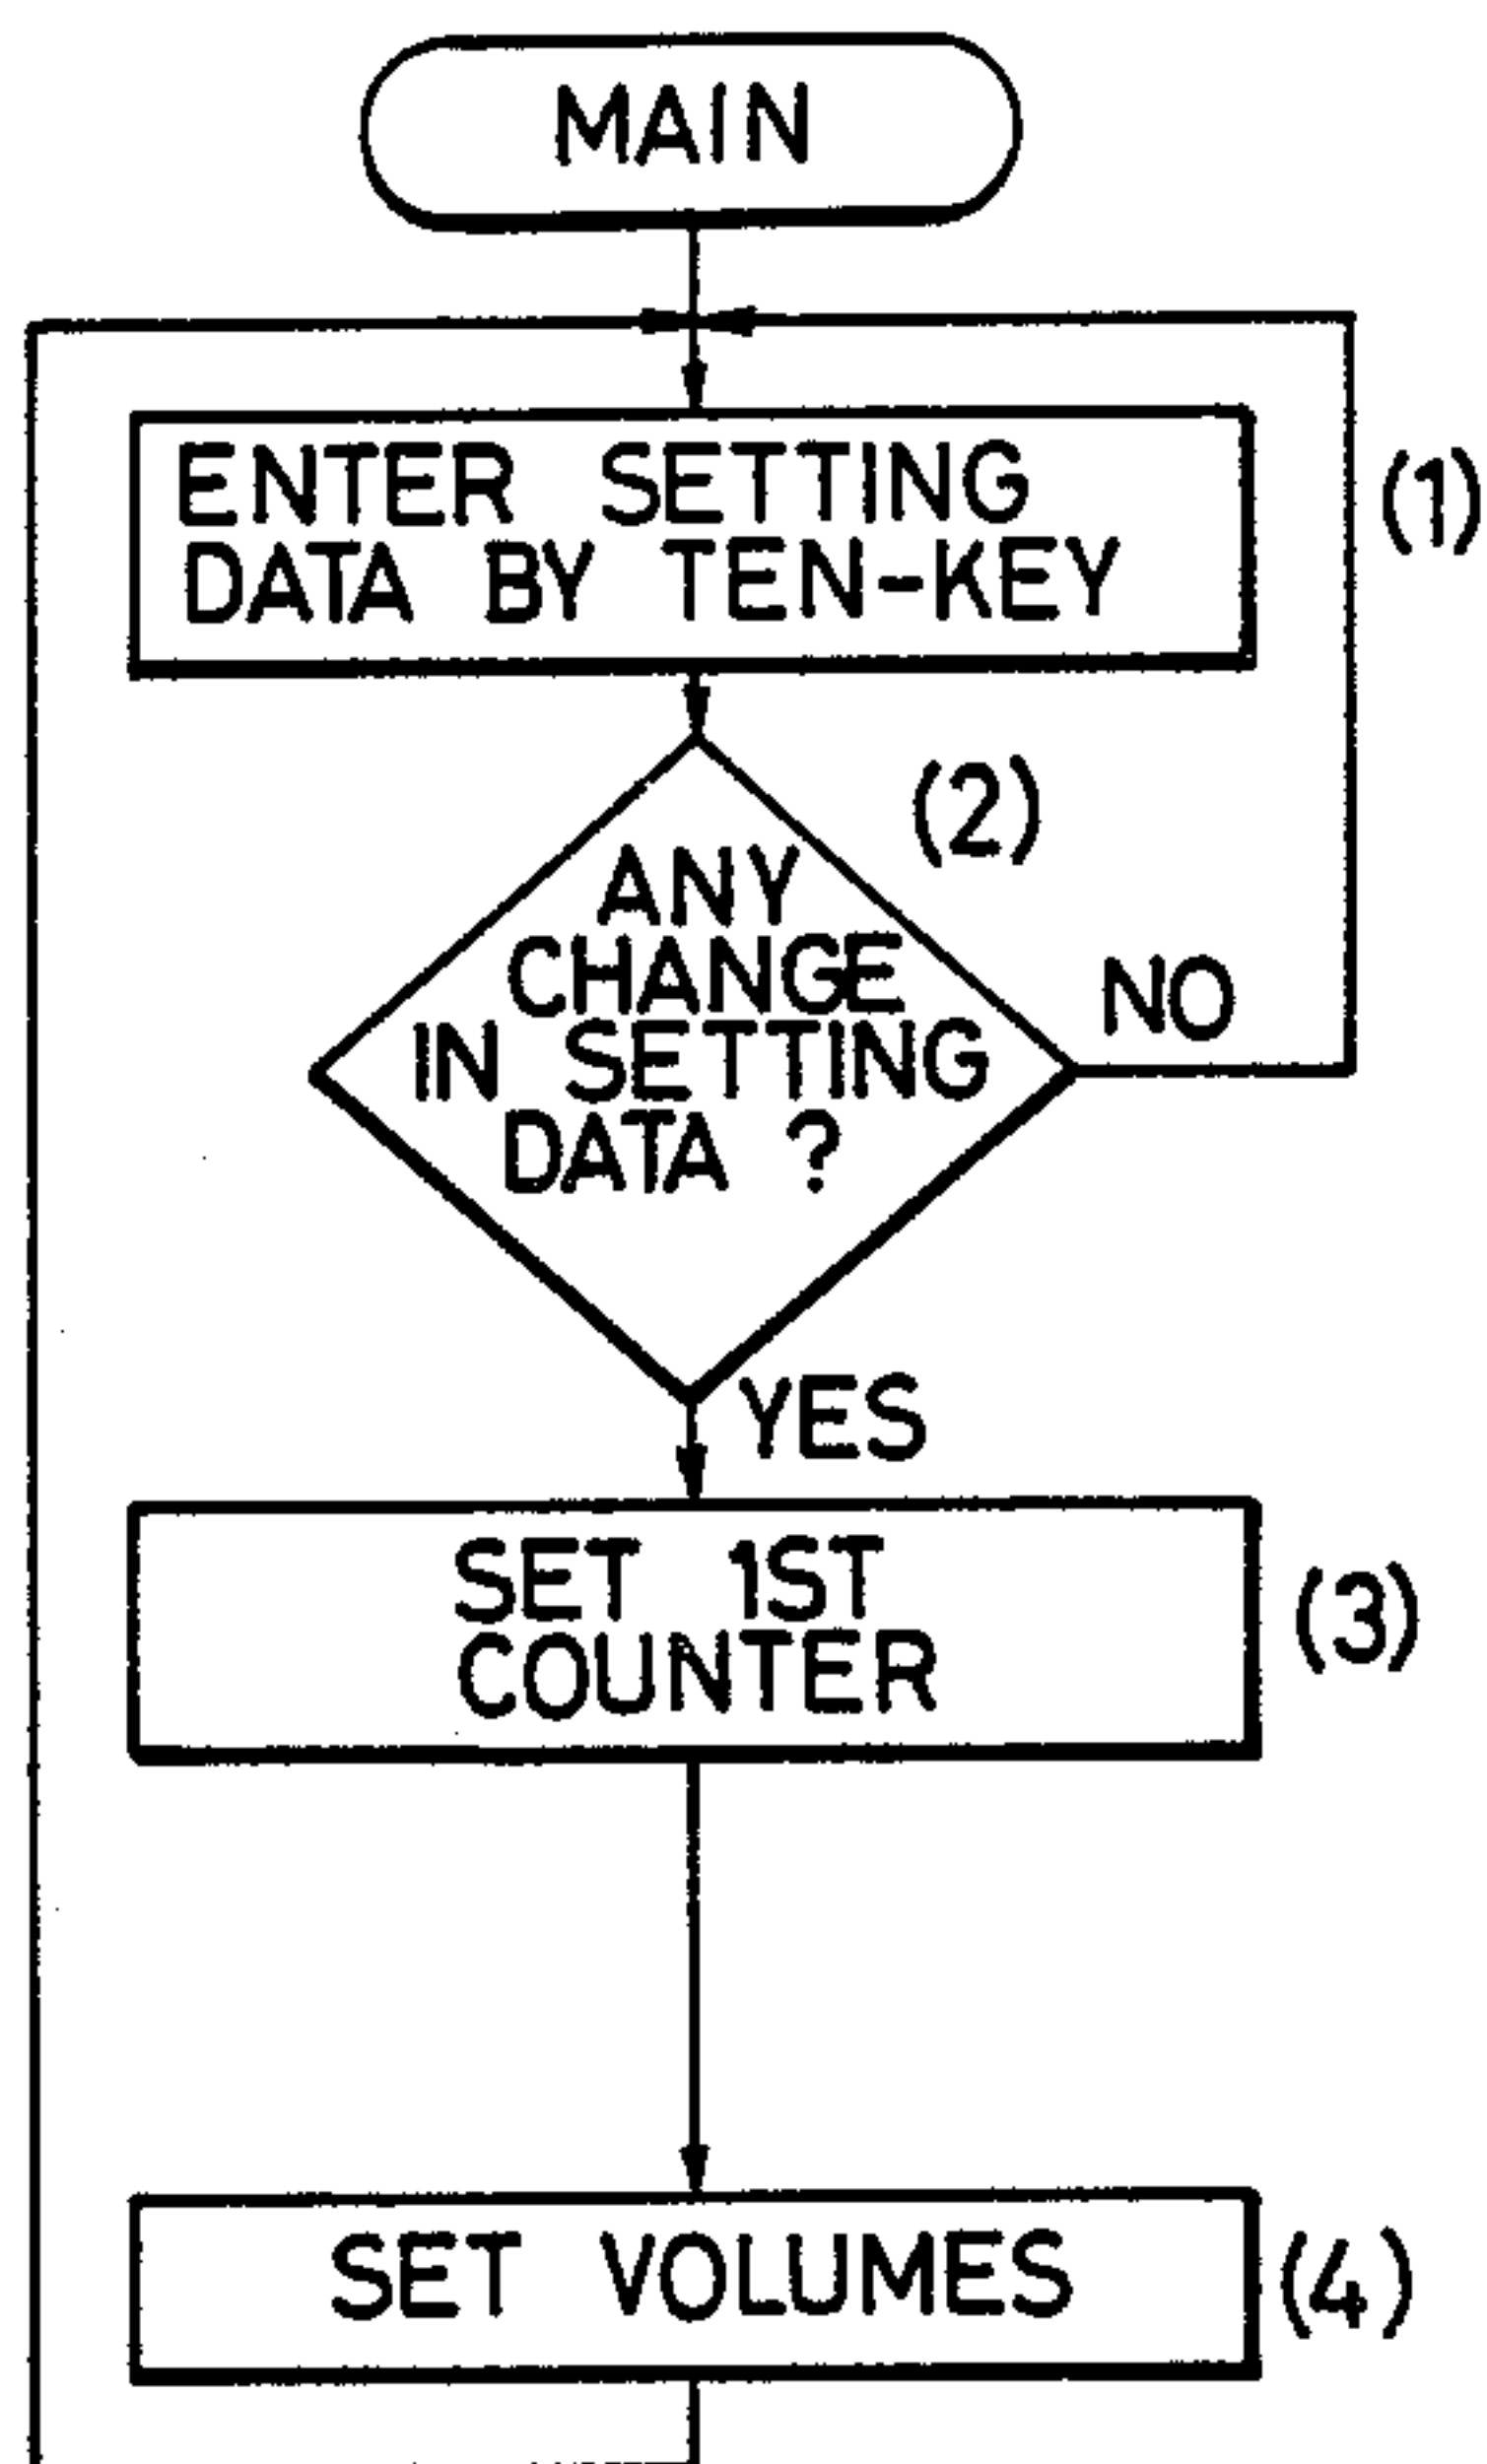 MAIN
ENTER SETTING
DATA BY TEN-KEY
(1)
(2)
ANY
CHANGE
IN SETTING
DATA ?
NO
YES
SET 1ST
COUNTER
(3)
SET VOLUMES
(4)